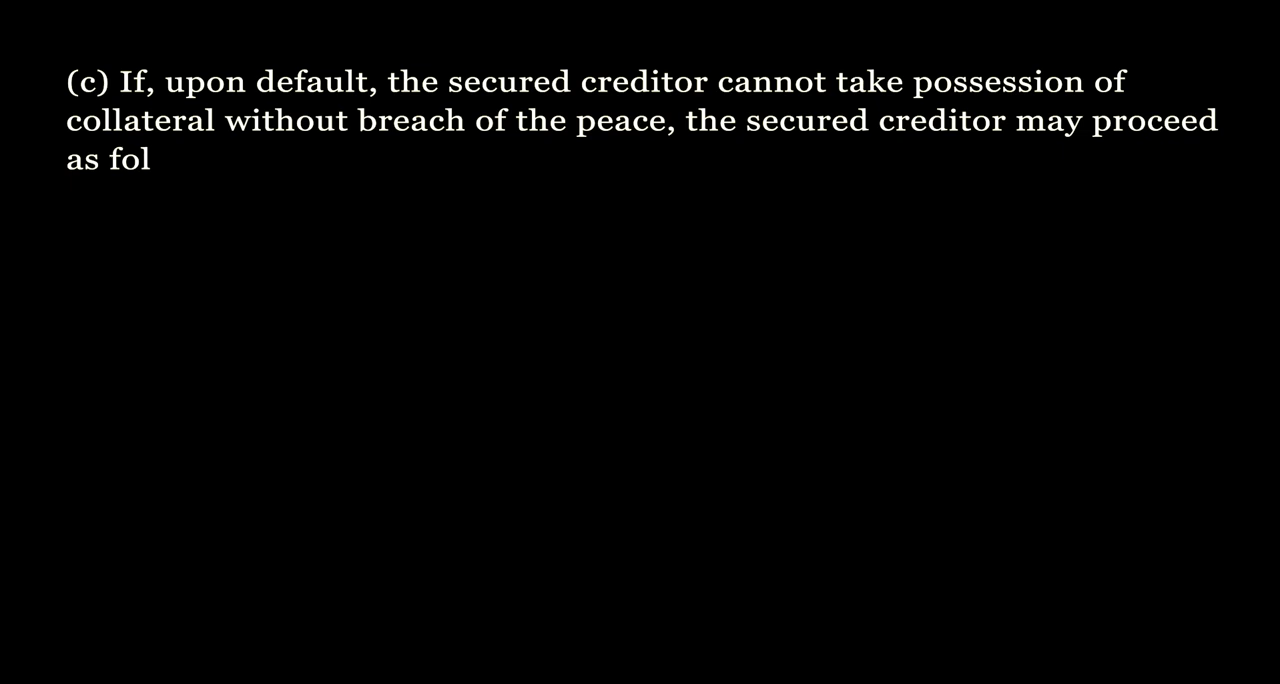 (c) If, upon default, the secured creditor cannot take possession of
collateral without breach of the peace, the secured creditor may proceed
as fol